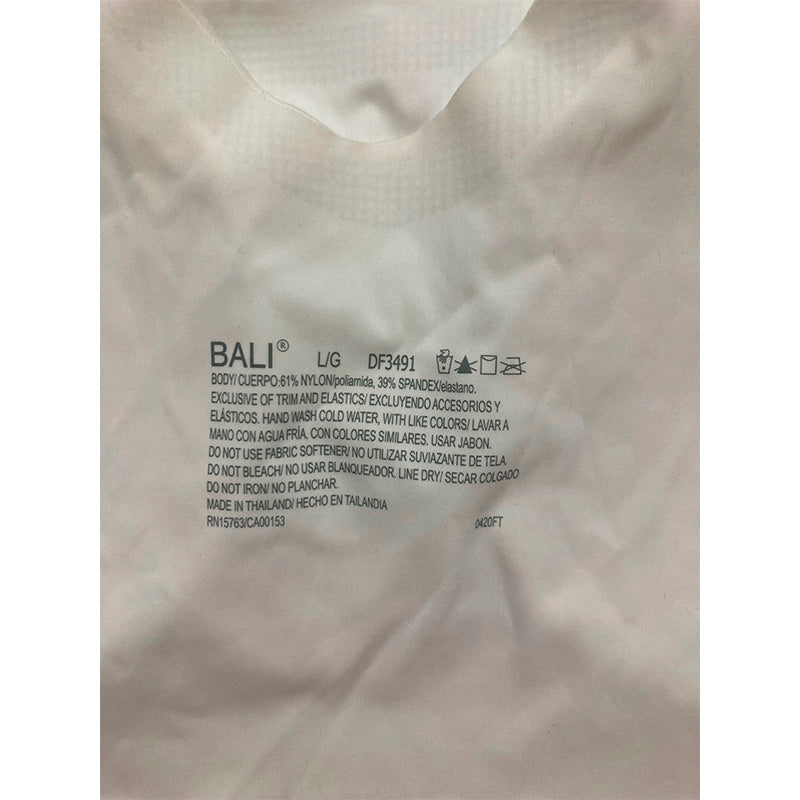 BALI® L/G DF3491
BODY/ CUERPO:61% NYLON/poliamida, 39% SPANDEX/elastano.
EXCLUSIVE OF TRIM AND ELASTICS/ EXCLUYENDO ACCESORIOS Y
ELÁSTICOS. HAND WASH COLD WATER, WITH LIKE COLORS/ LAVAR A
MANO CON AGUA FRÍA, CON COLORES SIMILARES. USAR JABON.
DO NOT USE FABRIC SOFTENER/ NO UTILIZAR SUVIAZANTE DE TELA.
DO NOT BLEACH/ NO USAR BLANQUEADOR. LINE DRY/ SECAR COLGADO
DO NOT IRON/ NO PLANCHAR.
MADE IN THAILAND/ HECHO EN TAILANDIA
RN15763/CA00153 0420FT